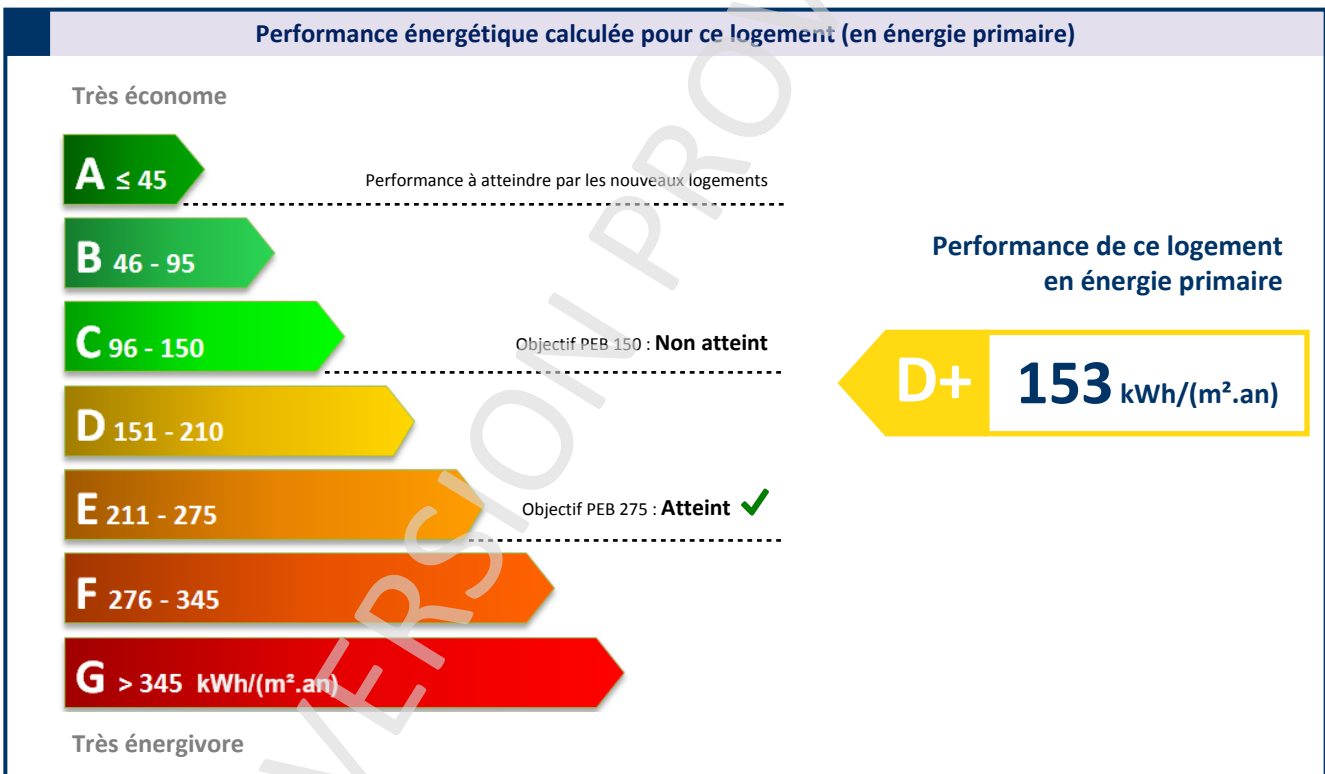 Performance énergétique calculée pour ce logement (en énergie primaire)
Très économe
A ≤ 45
Performance à atteindre par les nouveaux logements
B 46 - 95
Performance de ce logement
en énergie primaire
C 96 - 150
Objectif PEB 150 : Non atteint
D+ 153 kWh/(m².an)
D 151 - 210
E 211 - 275
Objectif PEB 275 : Atteint ✓
F 276 - 345
G > 345 kWh/(m².an)
Très énergivore
VERSION PROV